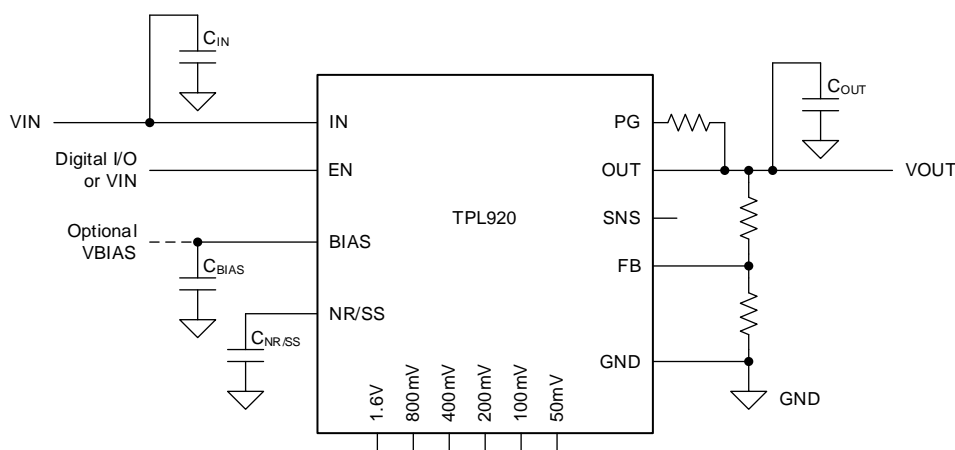 CIN
VIN
IN
Digital I/O
or VIN
EN
Optional
VBIAS
BIAS
CBIAS
NR/SS
CNR/SS
TPL920
PG
OUT
SNS
FB
GND
COUT
VOUT
GND
1.6V
800mV
400mV
200mV
100mV
50mV